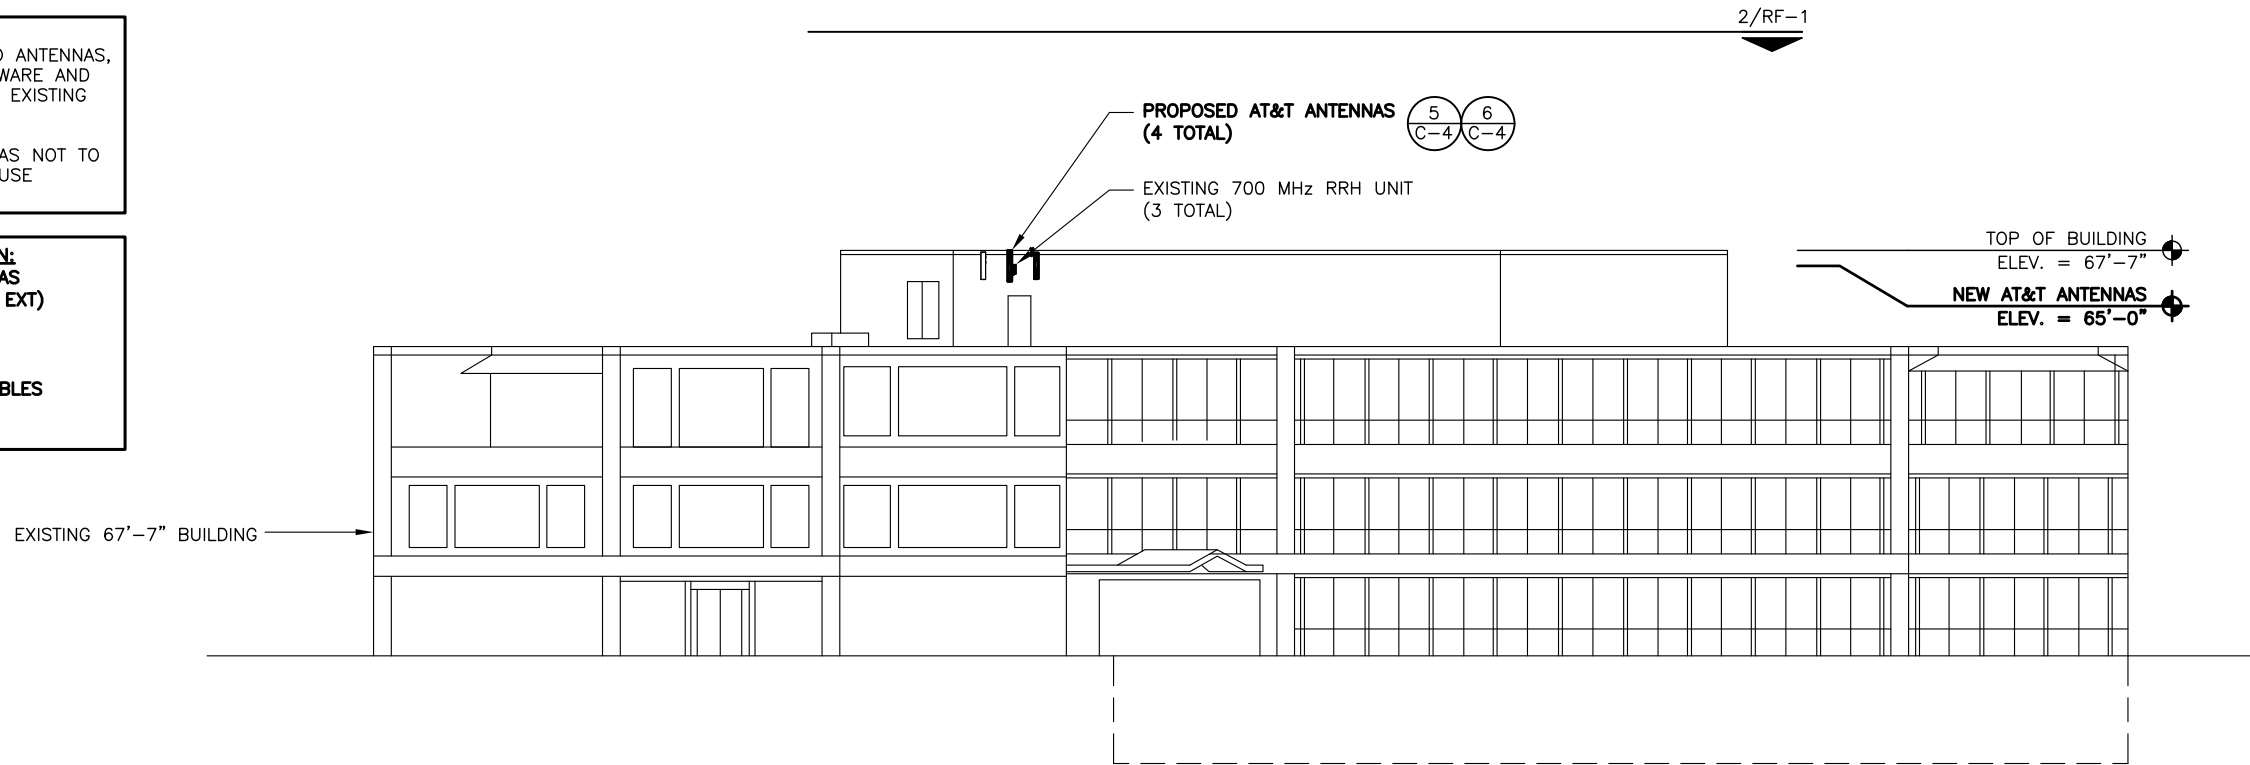 2/RF-1
ANTENNAS,
WARE AND
EXISTING
AS NOT TO
USE
N:
AS
EXT)
BLES
PROPOSED AT&T ANTENNAS
(4 TOTAL)
5
C-4
6
C-4
EXISTING 700 MHz RRH UNIT
(3 TOTAL)
TOP OF BUILDING
ELEV. = 67'-7"
NEW AT&T ANTENNAS
ELEV. = 65'-0"
EXISTING 67'-7" BUILDING